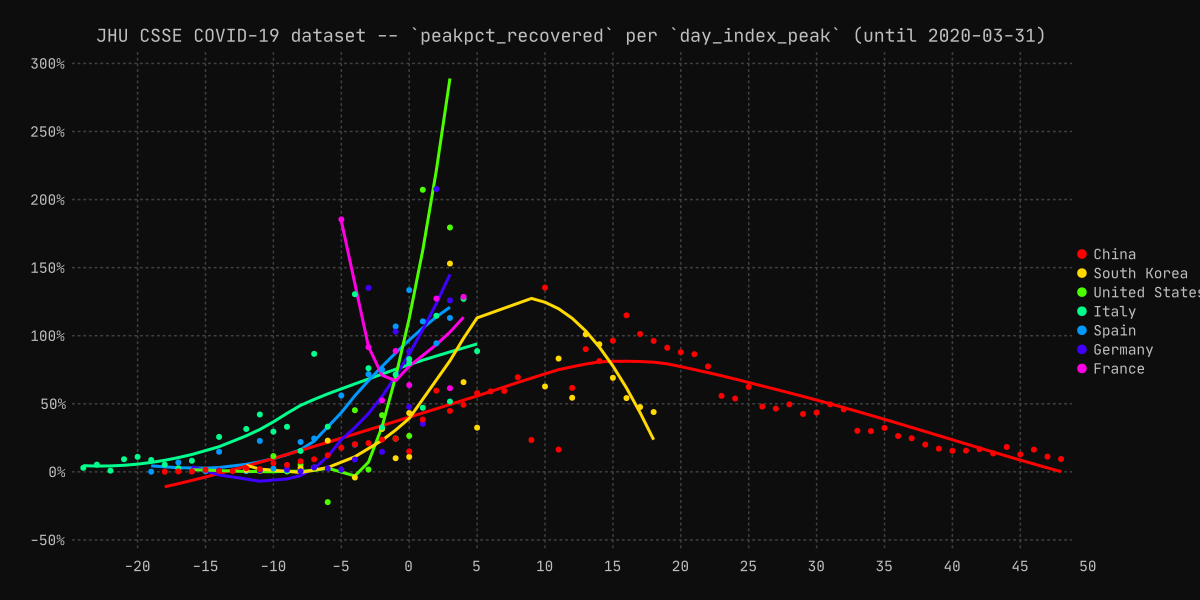 JHU CSSE COVID-19 dataset -- `peakpct_recovered` per `day_index_peak` (until 2020-03-31)
300%
250%
200%
150%
100%
50%
0%
-50%
-20 -15 -10 -5 0 5 10 15 20 25 30 35 40 45 50
China
South Korea
United States
Italy
Spain
Germany
France